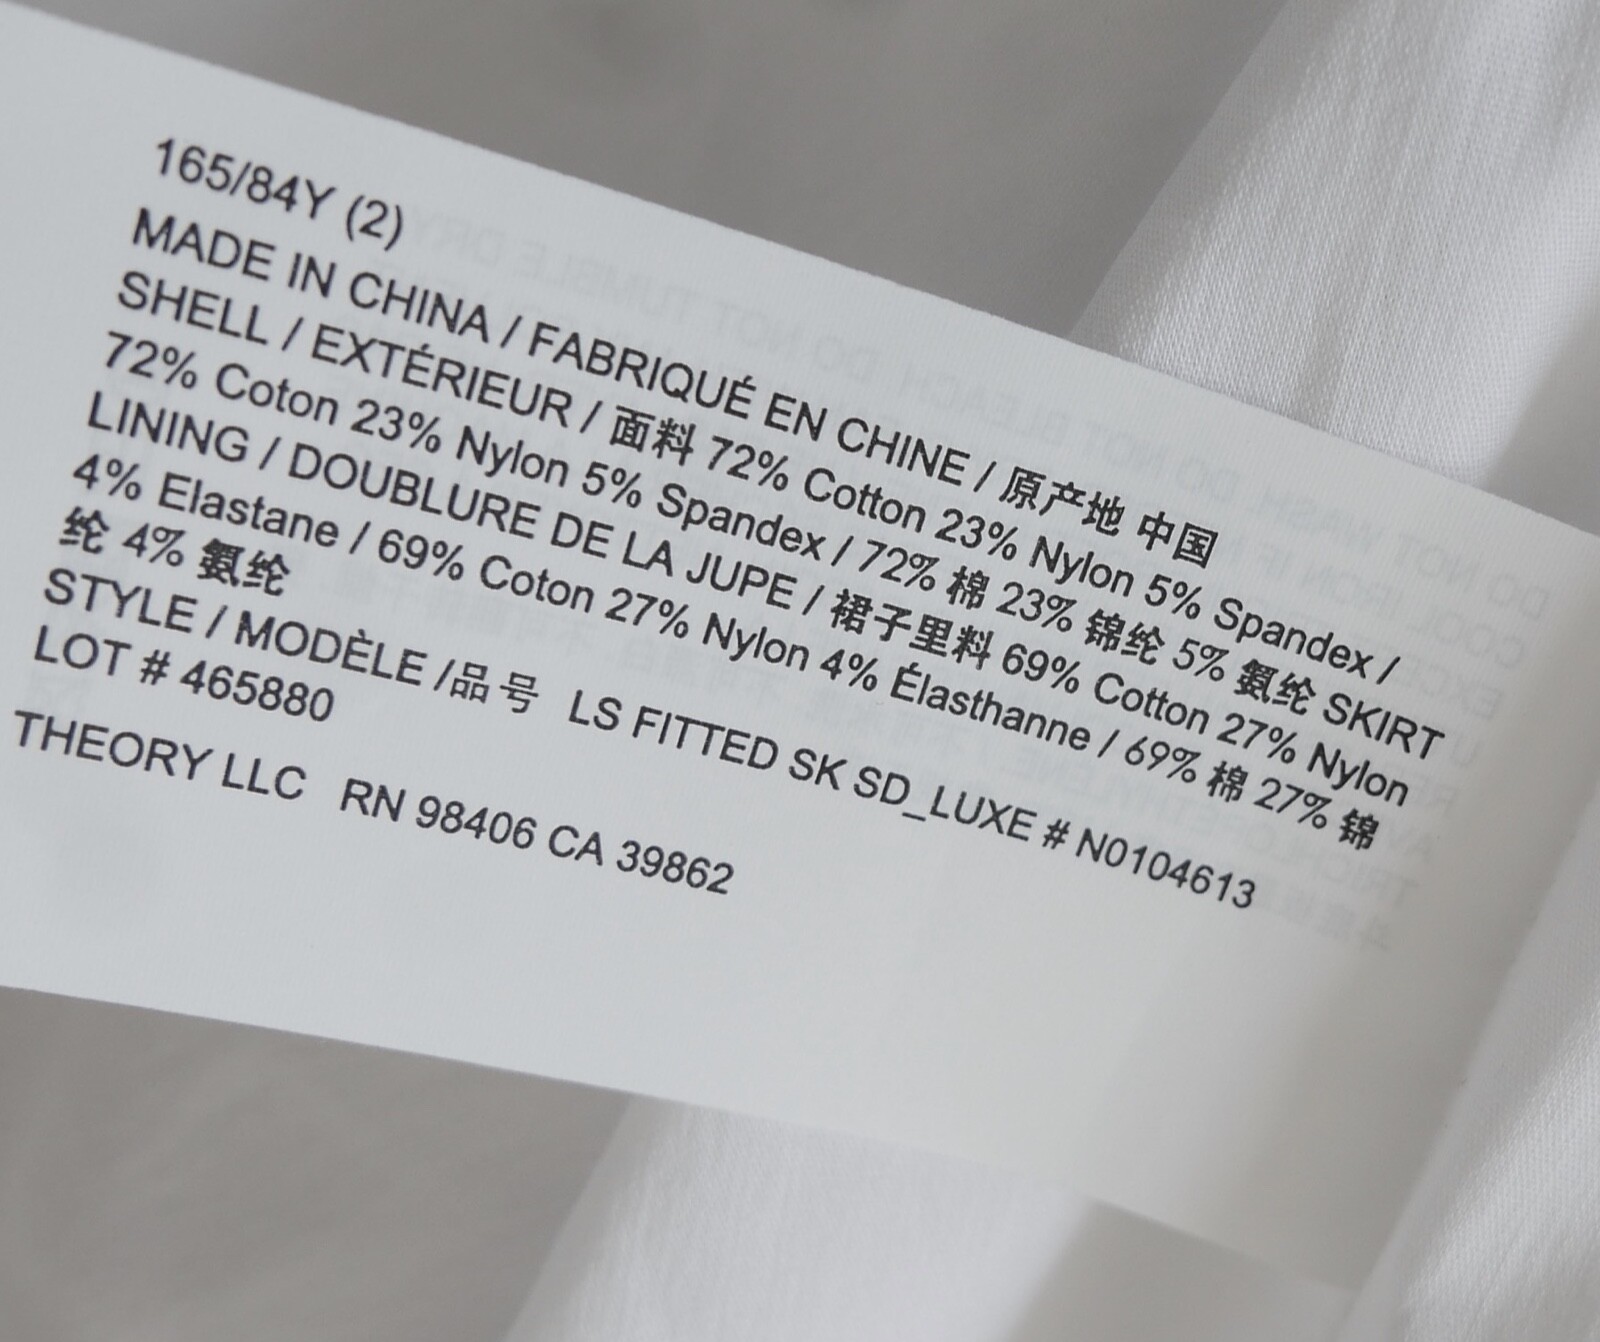 165/84Y (2)
MADE IN CHINA / FABRIQUÉ EN CHINE / 原产地 中国
SHELL / EXTÉRIEUR / 面料 72% Cotton 23% Nylon 5% Spandex /
72% Coton 23% Nylon 5% Spandex / 72% 棉 23% 锦纶 5% 氨纶 SKIRT
LINING / DOUBLURE DE LA JUPE / 裙子里料 69% Cotton 27% Nylon
4% Elastane / 69% Coton 27% Nylon 4% Élasthanne / 69% 棉 27% 锦
纶 4% 氨纶
STYLE / MODÈLE /品号 LS FITTED SK SD_LUXE # N0104613
LOT # 465880
THEORY LLC RN 98406 CA 39862